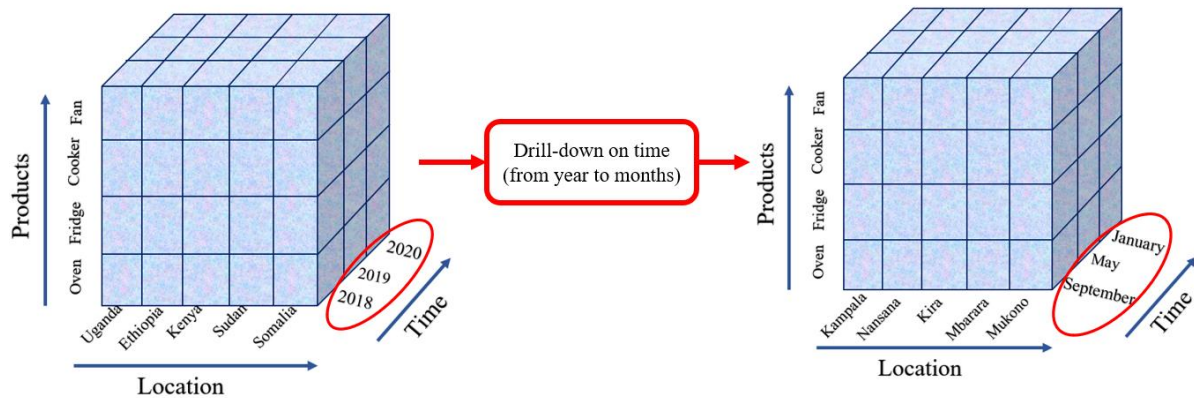 Products
Fan
Cooker
Fridge
Oven
2020
2019
2018
Time
Uganda
Ethiopia
Kenya
Sudan
Somalia
Location
Drill-down on time
(from year to months)
Products
Fan
Cooker
Fridge
Oven
January
May
September
Time
Kampala
Nansana
Kira
Mbarara
Mukono
Location